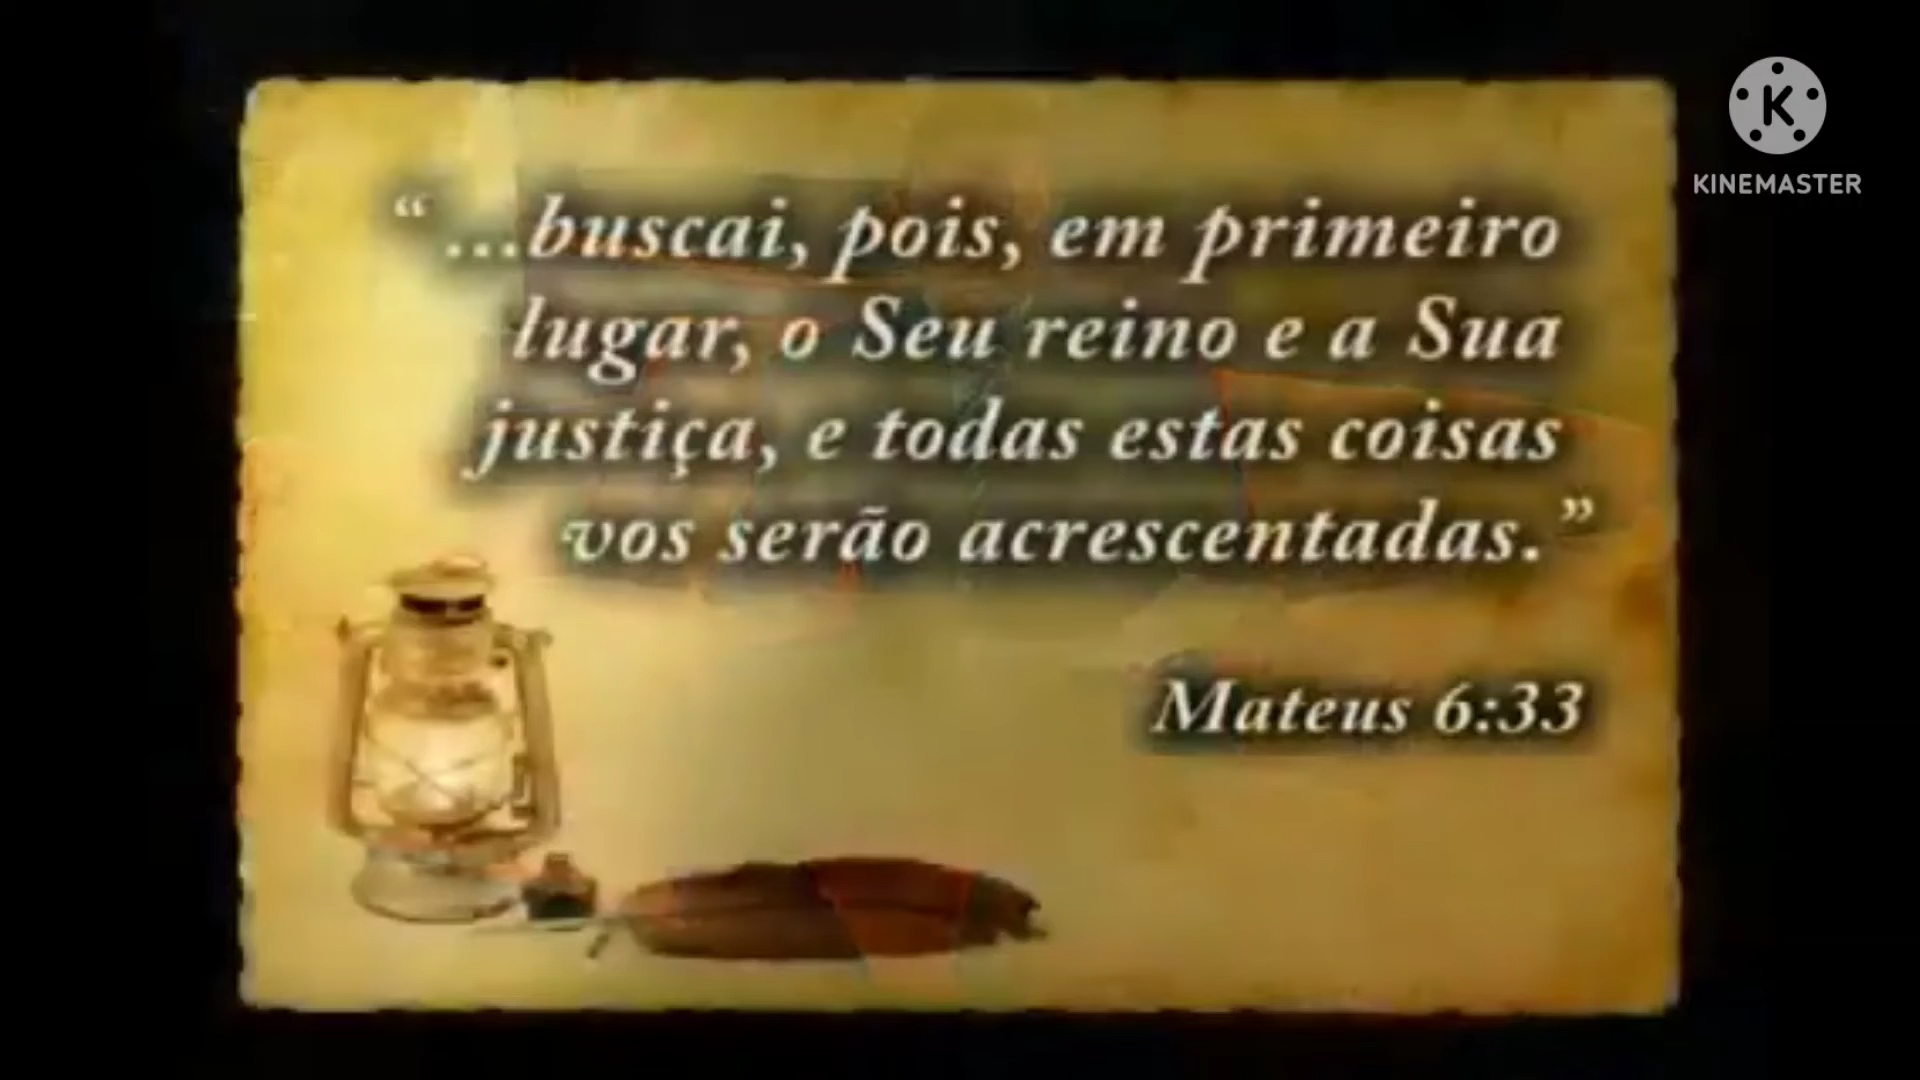 “...buscai, pois, em primeiro
lugar, o Seu reino e a Sua
justiça, e todas estas coisas
vos serão acrescentadas.”
Mateus 6:33
K
KINEMASTER